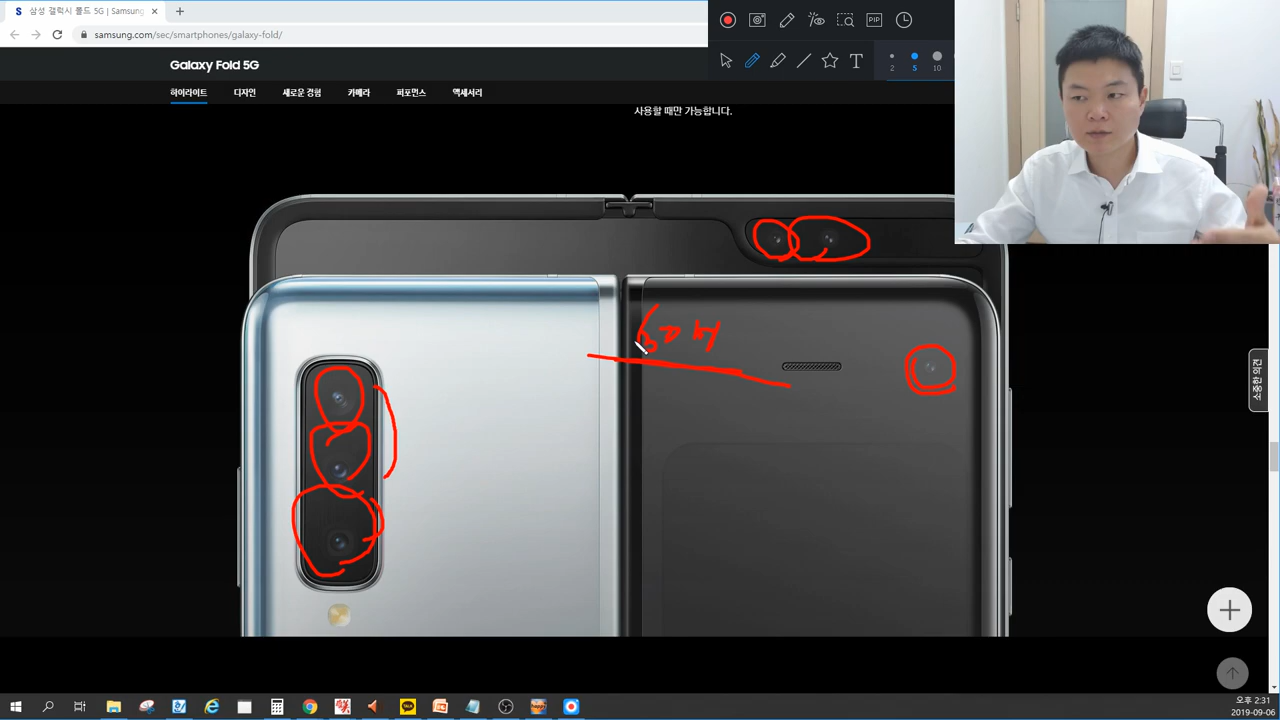 삼성 갤럭시 폴드 5G | Samsung
samsung.com/sec/smartphones/galaxy-fold/
PIP
T
2 5 10
Galaxy Fold 5G
하이라이트 디자인 새로운 경험 카메라 퍼포먼스 액세서리
사용할 때만 가능합니다.
소중한 의견
오후 2:31
2019-09-06